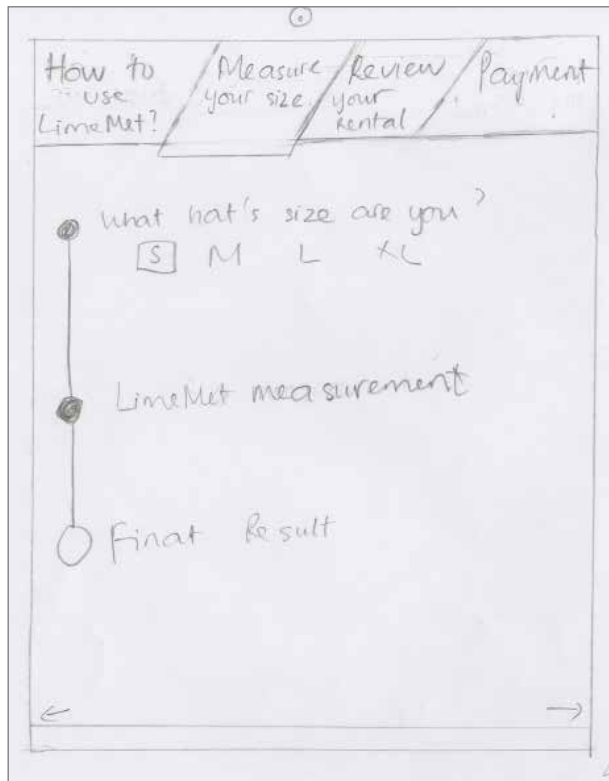 How to
use
LimeMet?
Measure
your size
Review
your
Rental
Payment
What hat's size are you?
S M L XL
LimeMet measurement
Final Result